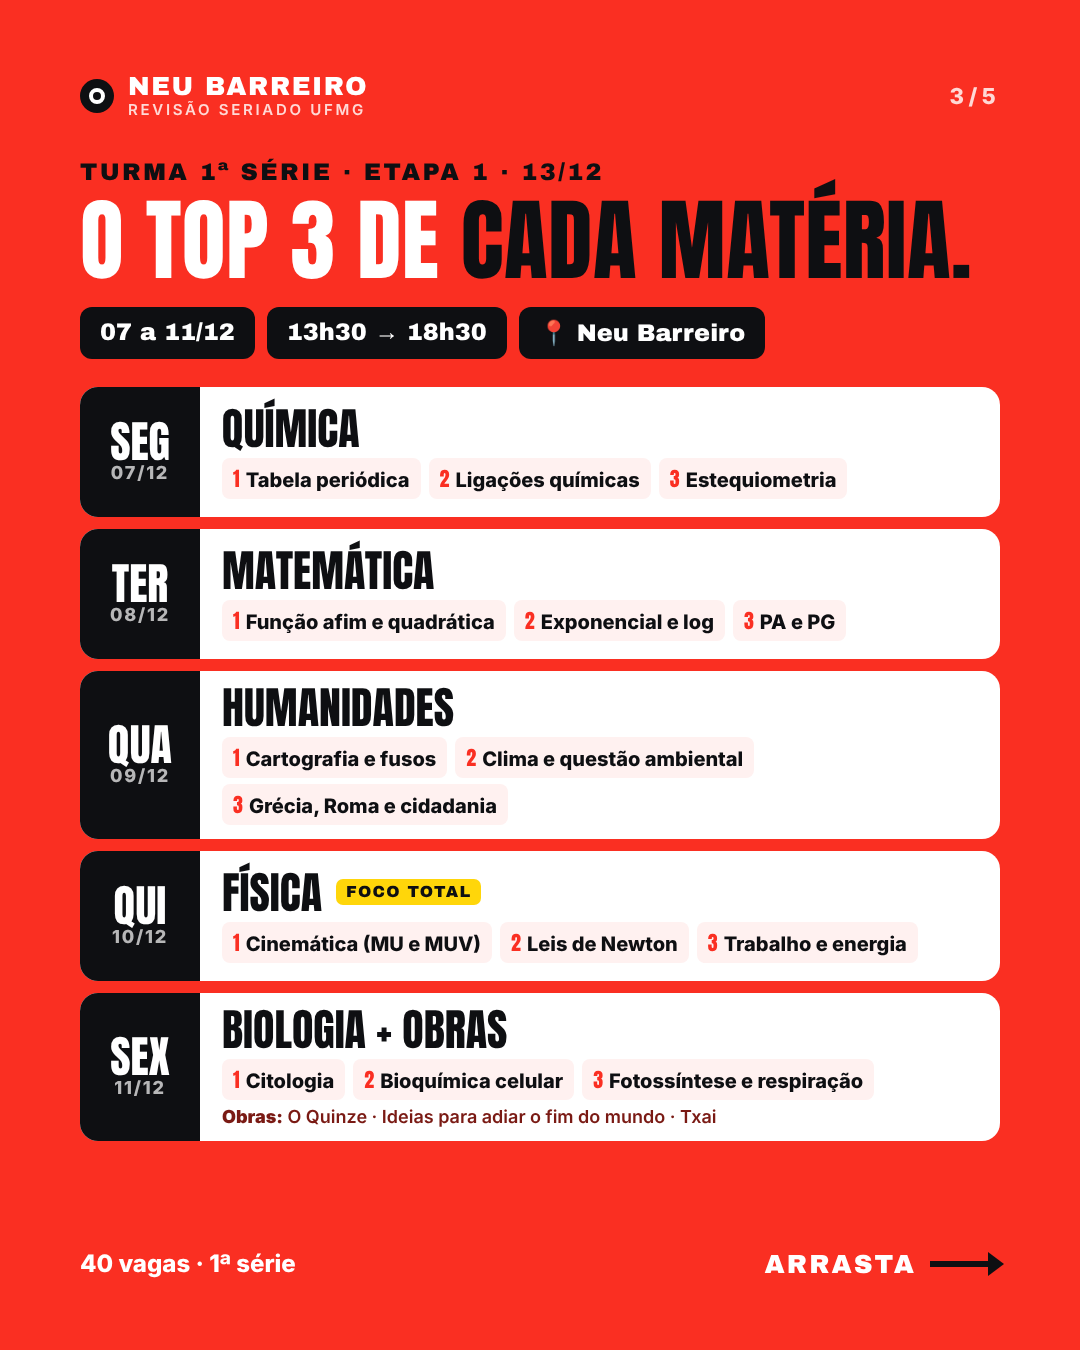 NEU BARREIRO
REVISÃO SERIADO UFMG
3/5
TURMA 1ª SÉRIE · ETAPA 1 · 13/12
O TOP 3 DE CADA MATÉRIA.
07 a 11/12
13h30 → 18h30
📍 Neu Barreiro
SEG
07/12
QUÍMICA
1 Tabela periódica
2 Ligações químicas
3 Estequiometria
TER
08/12
MATEMÁTICA
1 Função afim e quadrática
2 Exponencial e log
3 PA e PG
QUA
09/12
HUMANIDADES
1 Cartografia e fusos
2 Clima e questão ambiental
3 Grécia, Roma e cidadania
QUI
10/12
FÍSICA
FOCO TOTAL
1 Cinemática (MU e MUV)
2 Leis de Newton
3 Trabalho e energia
SEX
11/12
BIOLOGIA + OBRAS
1 Citologia
2 Bioquímica celular
3 Fotossíntese e respiração
Obras: O Quinze · Ideias para adiar o fim do mundo · Txai
40 vagas · 1ª série
ARRASTA